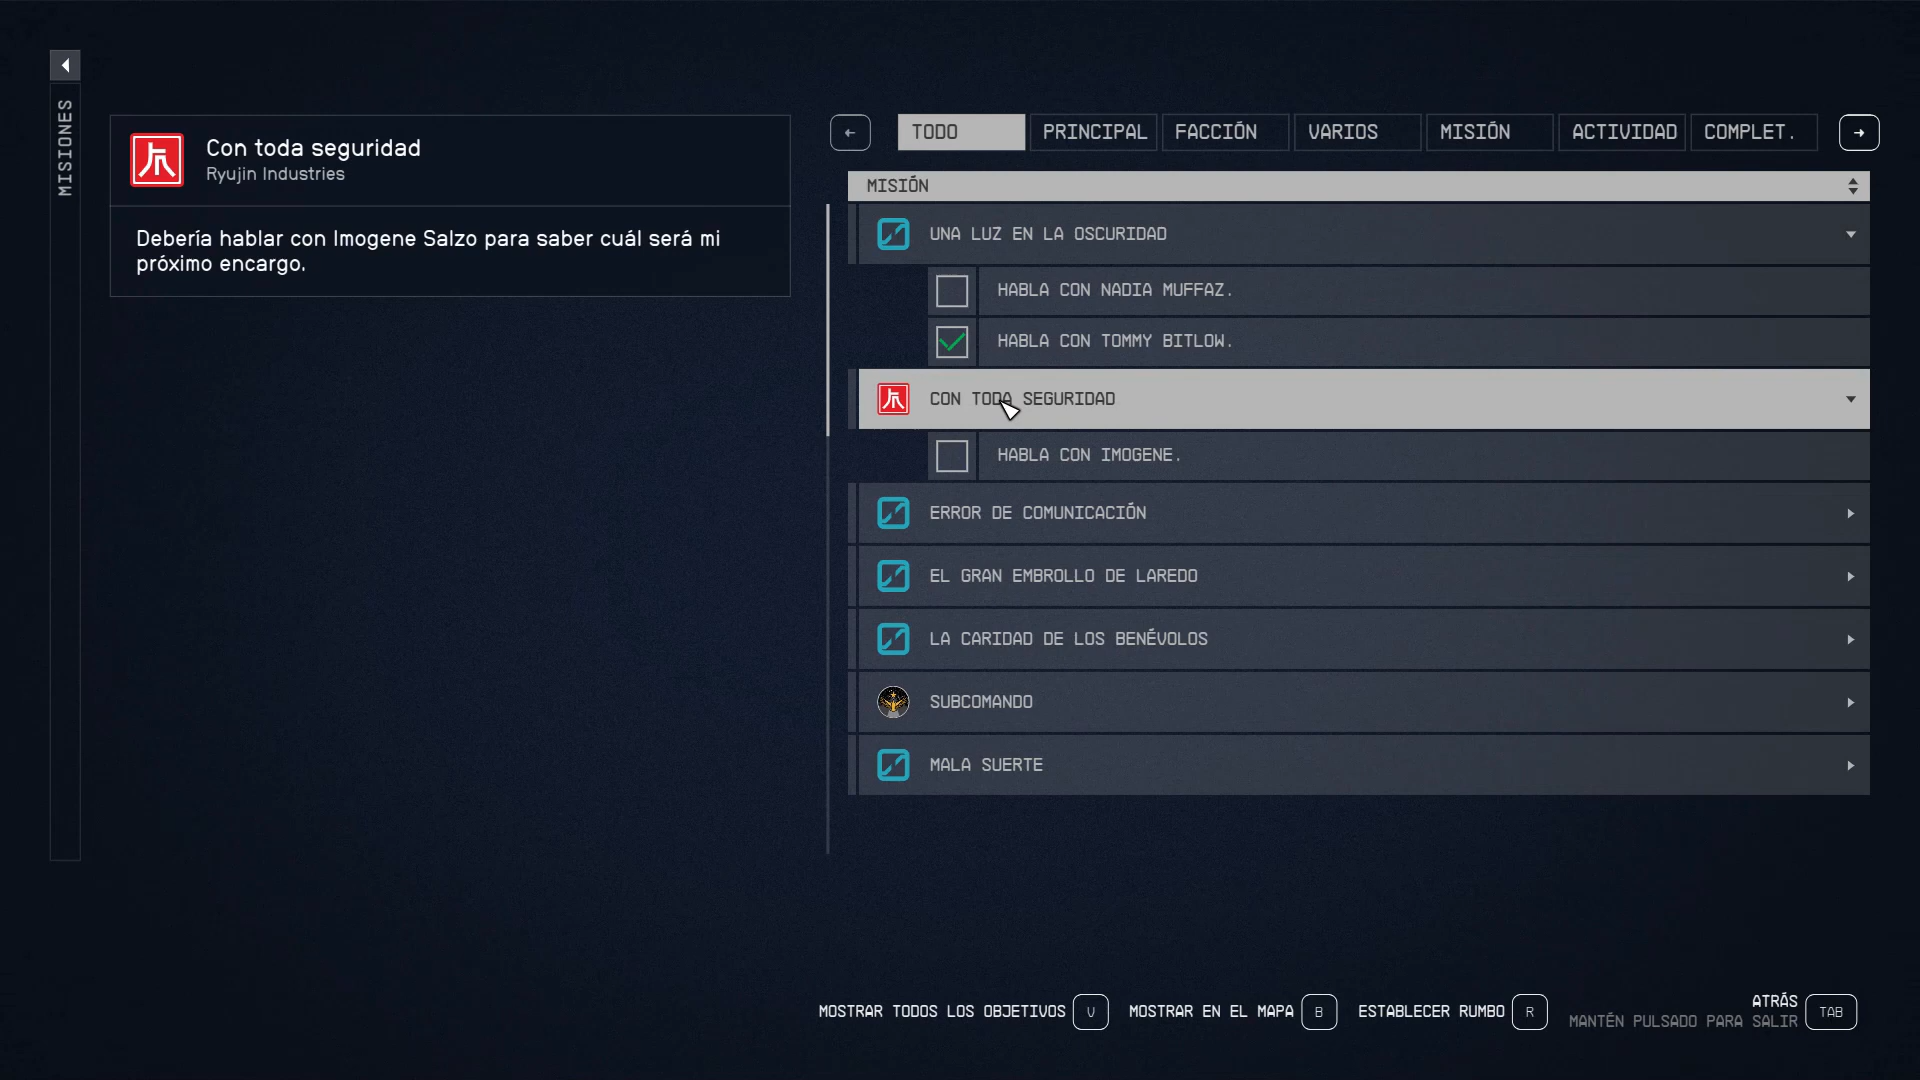 MISIONES
Con toda seguridad
Ryujin Industries
Debería hablar con Imogene Salzo para saber cuál será mi
próximo encargo.
TODO
PRINCIPAL
FACCIÓN
VARIOS
MISIÓN
ACTIVIDAD
COMPLET.
MISIÓN
UNA LUZ EN LA OSCURIDAD
HABLA CON NADIA MUFFAZ.
HABLA CON TOMMY BITLOW.
CON TODA SEGURIDAD
HABLA CON IMOGENE.
ERROR DE COMUNICACIÓN
EL GRAN EMBROLLO DE LAREDO
LA CARIDAD DE LOS BENÉVOLOS
SUBCOMANDO
MALA SUERTE
MOSTRAR TODOS LOS OBJETIVOS V
MOSTRAR EN EL MAPA B
ESTABLECER RUMBO R
ATRÁS
MANTÉN PULSADO PARA SALIR TAB